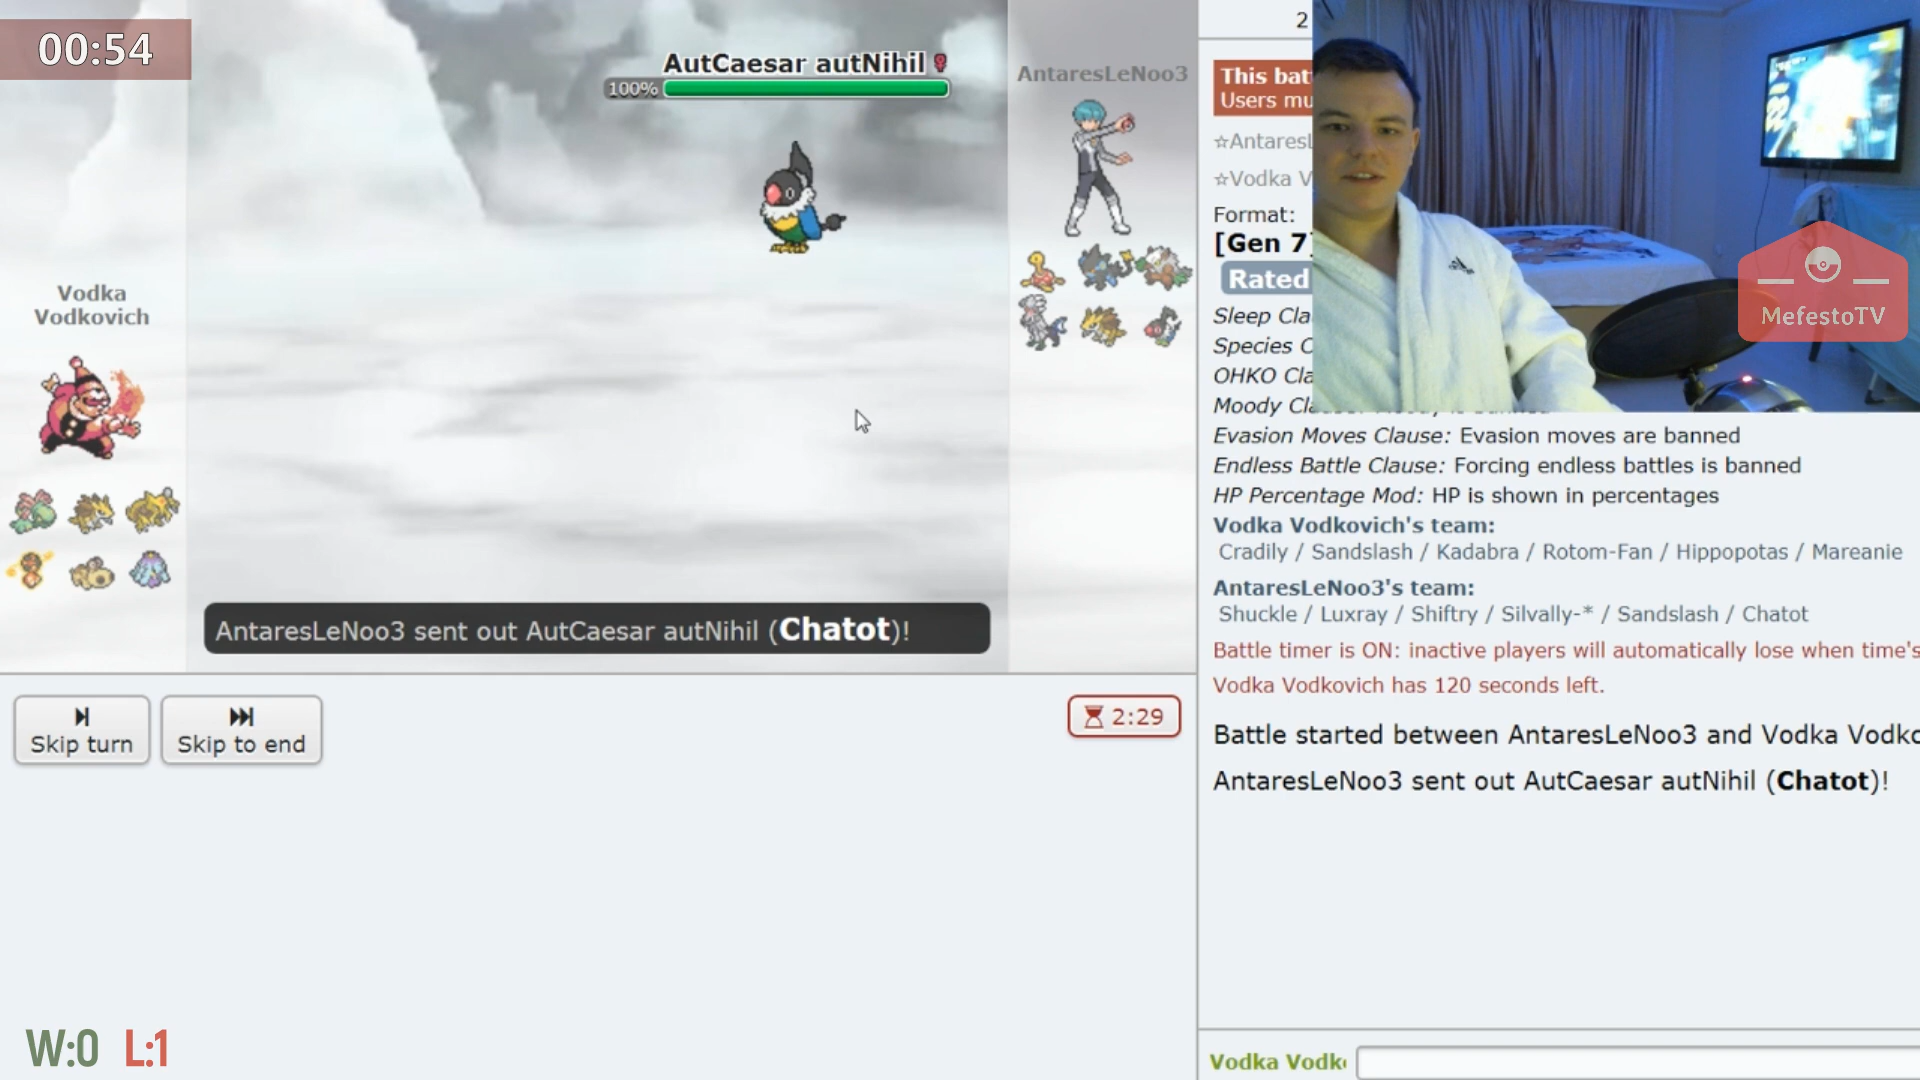 00:54
AutCaesar autNihil
100%
AntaresLeNoo3
Vodka
Vodkovich
AntaresLeNoo3 sent out AutCaesar autNihil (Chatot)!
Skip turn
Skip to end
2:29
W:0 L:1
2
This bat
Users mu
☆AntaresL
☆Vodka V
Format:
[Gen 7]
Rated
Sleep Cla
Species C
OHKO Cla
Moody Cla
Evasion Moves Clause: Evasion moves are banned
Endless Battle Clause: Forcing endless battles is banned
HP Percentage Mod: HP is shown in percentages
Vodka Vodkovich's team:
Cradily / Sandslash / Kadabra / Rotom-Fan / Hippopotas / Mareanie
AntaresLeNoo3's team:
Shuckle / Luxray / Shiftry / Silvally-* / Sandslash / Chatot
Battle timer is ON: inactive players will automatically lose when time's
Vodka Vodkovich has 120 seconds left.
Battle started between AntaresLeNoo3 and Vodka Vodko
AntaresLeNoo3 sent out AutCaesar autNihil (Chatot)!
Vodka Vodk
MefestoTV